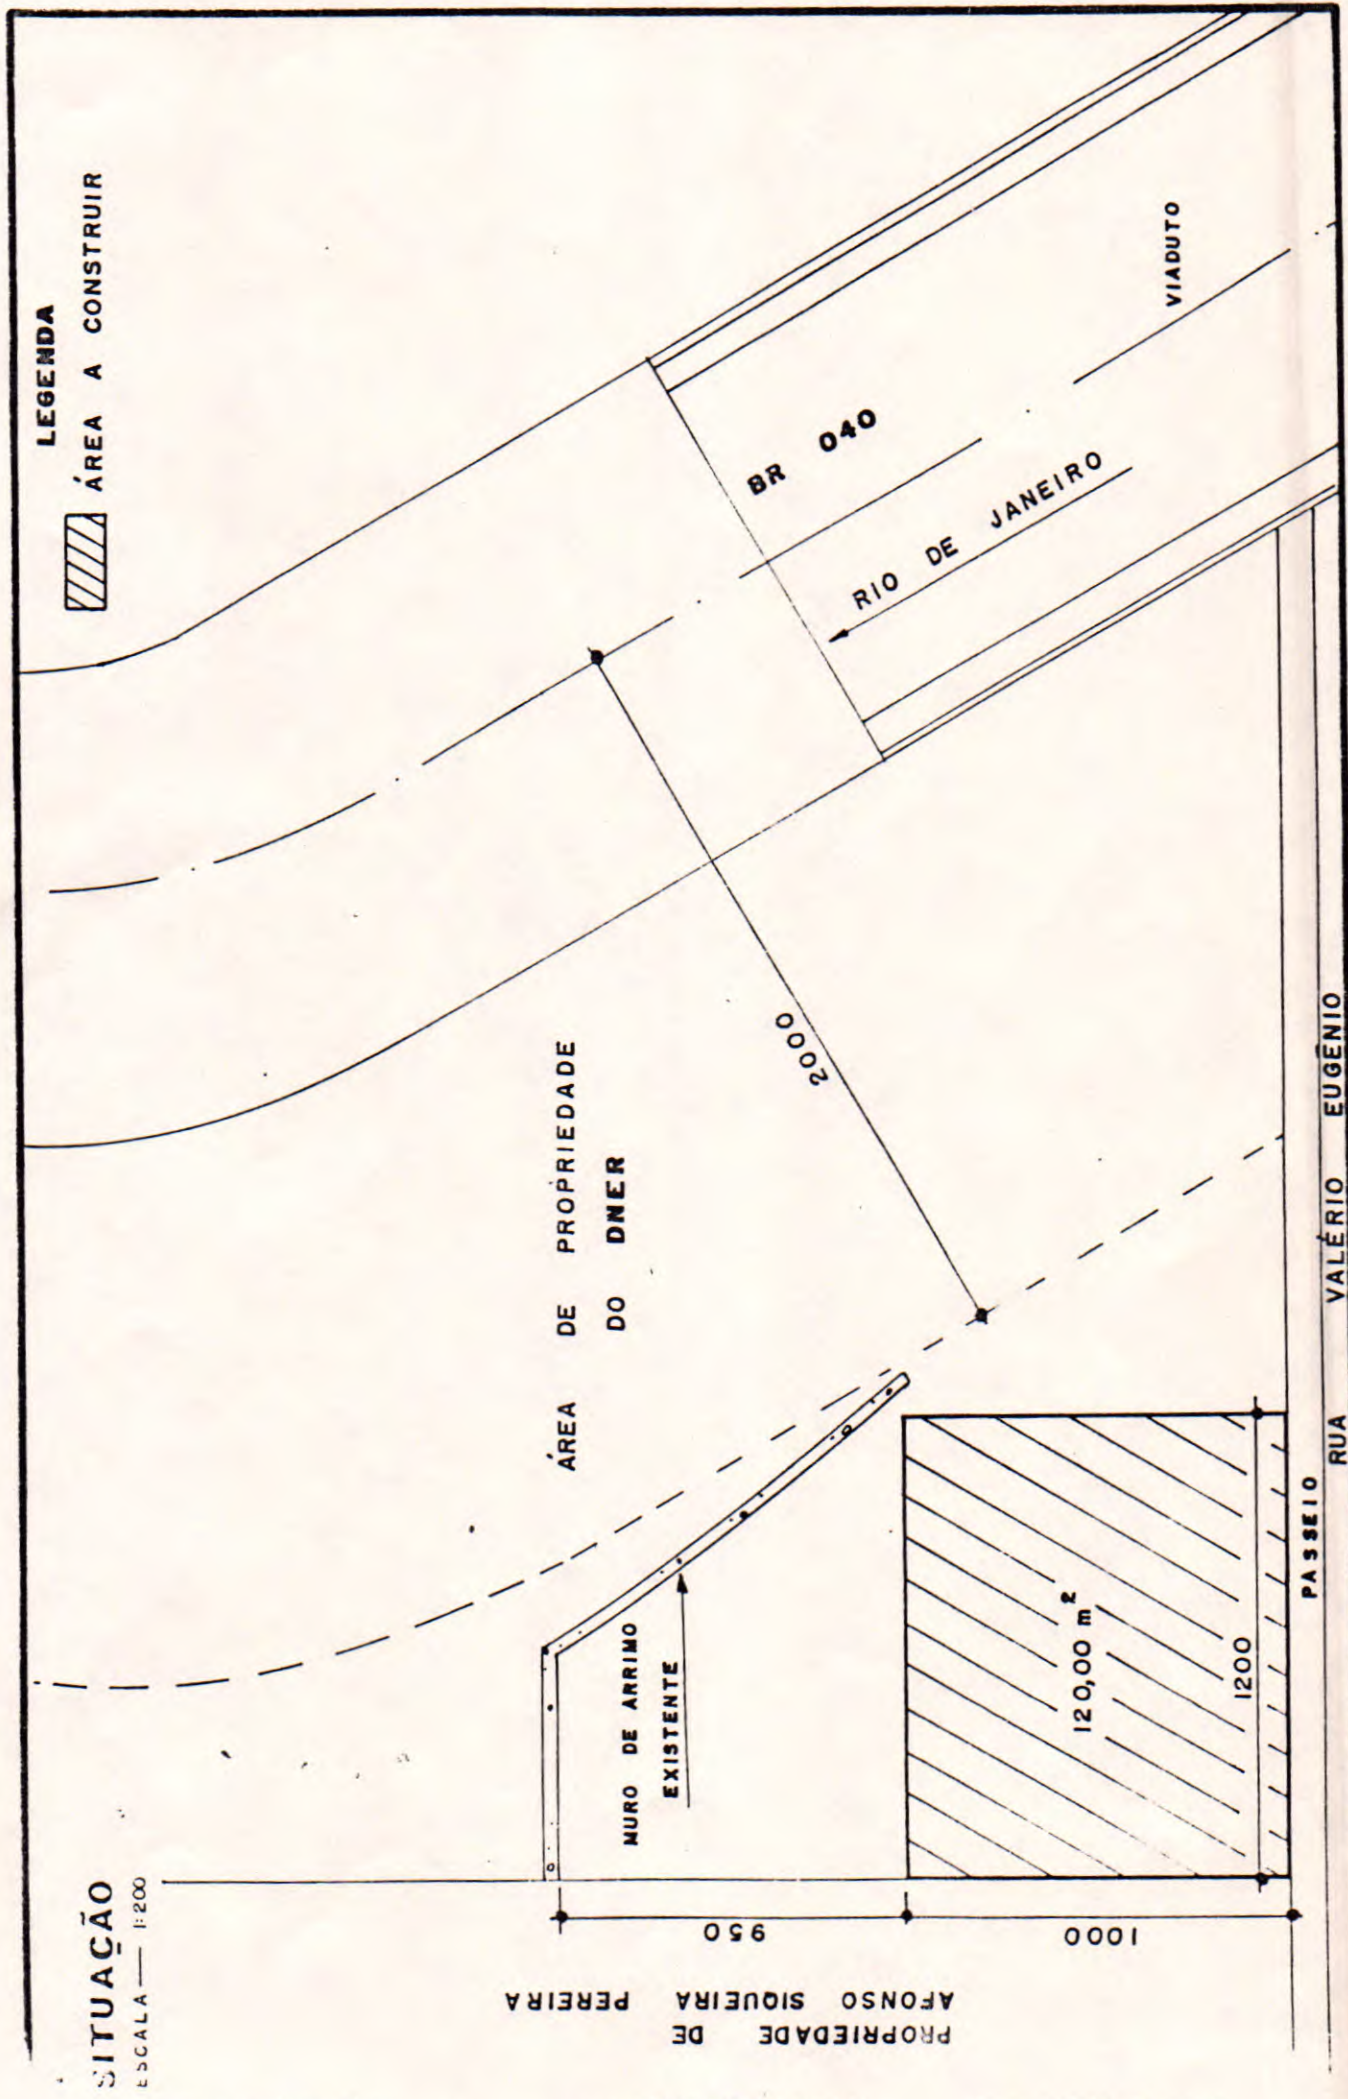 SITUAÇÃO
ESCALA — 1:200
LEGENDA
ÁREA A CONSTRUIR
ÁREA DE PROPRIEDADE
DO DNER
BR 040
RIO DE JANEIRO
VIADUTO
2000
MURO DE ARRIMO
EXISTENTE
120,00 m²
1200
950
1000
PROPRIEDADE DE
AFONSO SIQUEIRA PEREIRA
PASSEIO
RUA VALÉRIO EUGÊNIO